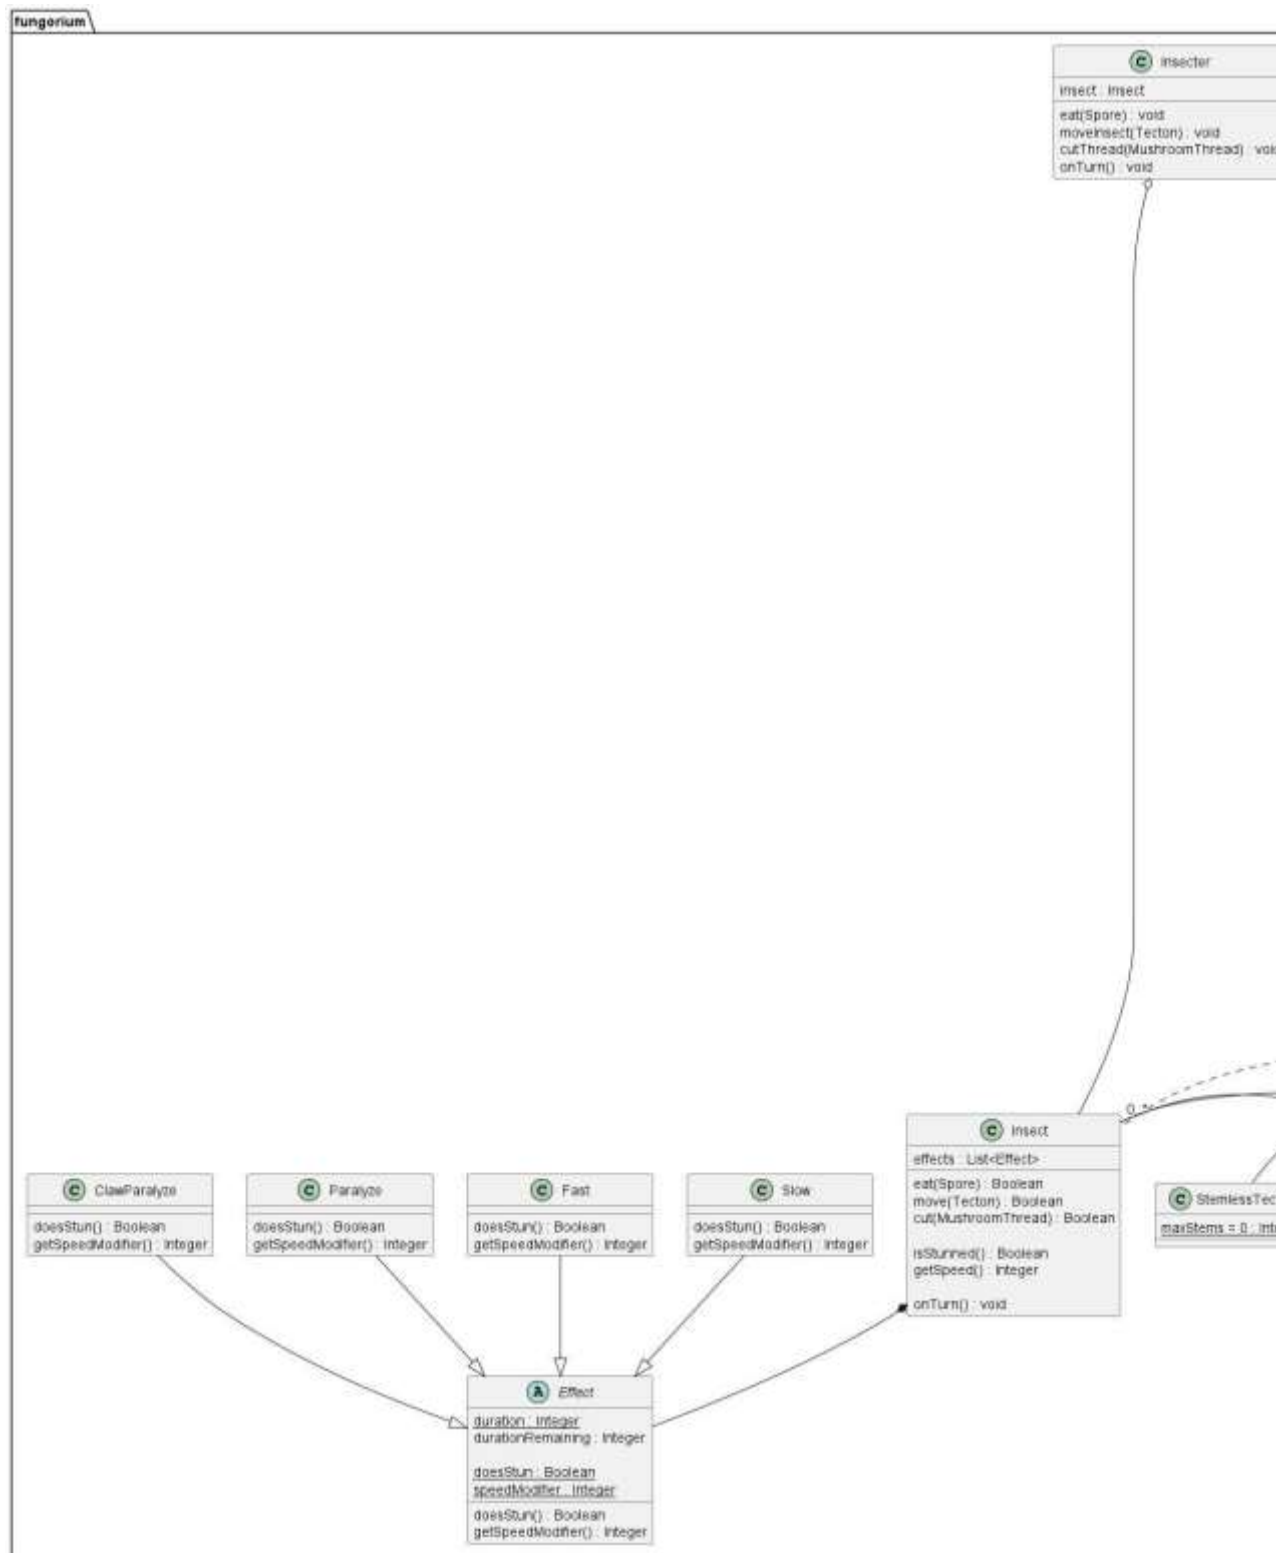 fungorium
C Insecter
insect : Insect
eat(Spore) : void
moveInsect(Tecton) : void
cutThread(MushroomThread) : void
onTurn() : void
0..*
C Insect
effects : List<Effect>
eat(Spore) : Boolean
move(Tecton) : Boolean
cut(MushroomThread) : Boolean
isStunned() : Boolean
getSpeed() : Integer
onTurn() : void
C ClawParalyze
doesStun() : Boolean
getSpeedModifier() : Integer
C Paralyze
doesStun() : Boolean
getSpeedModifier() : Integer
C Fast
doesStun() : Boolean
getSpeedModifier() : Integer
C Slow
doesStun() : Boolean
getSpeedModifier() : Integer
C StemlessTec
maxStems = 0 : Inte
A Effect
duration : Integer
durationRemaining : Integer
doesStun : Boolean
speedModifier : Integer
doesStun() : Boolean
getSpeedModifier() : Integer